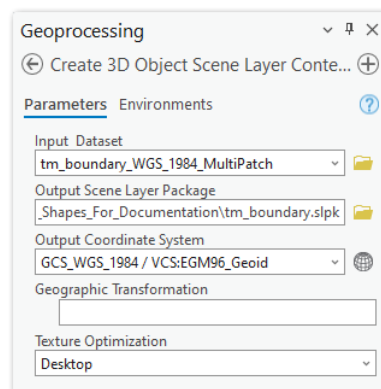 Geoprocessing
Create 3D Object Scene Layer Conte...
Parameters Environments
Input Dataset
tm_boundary_WGS_1984_MultiPatch
Output Scene Layer Package
_Shapes_For_Documentation\tm_boundary.slpk
Output Coordinate System
GCS_WGS_1984 / VCS:EGM96_Geoid
Geographic Transformation
Texture Optimization
Desktop